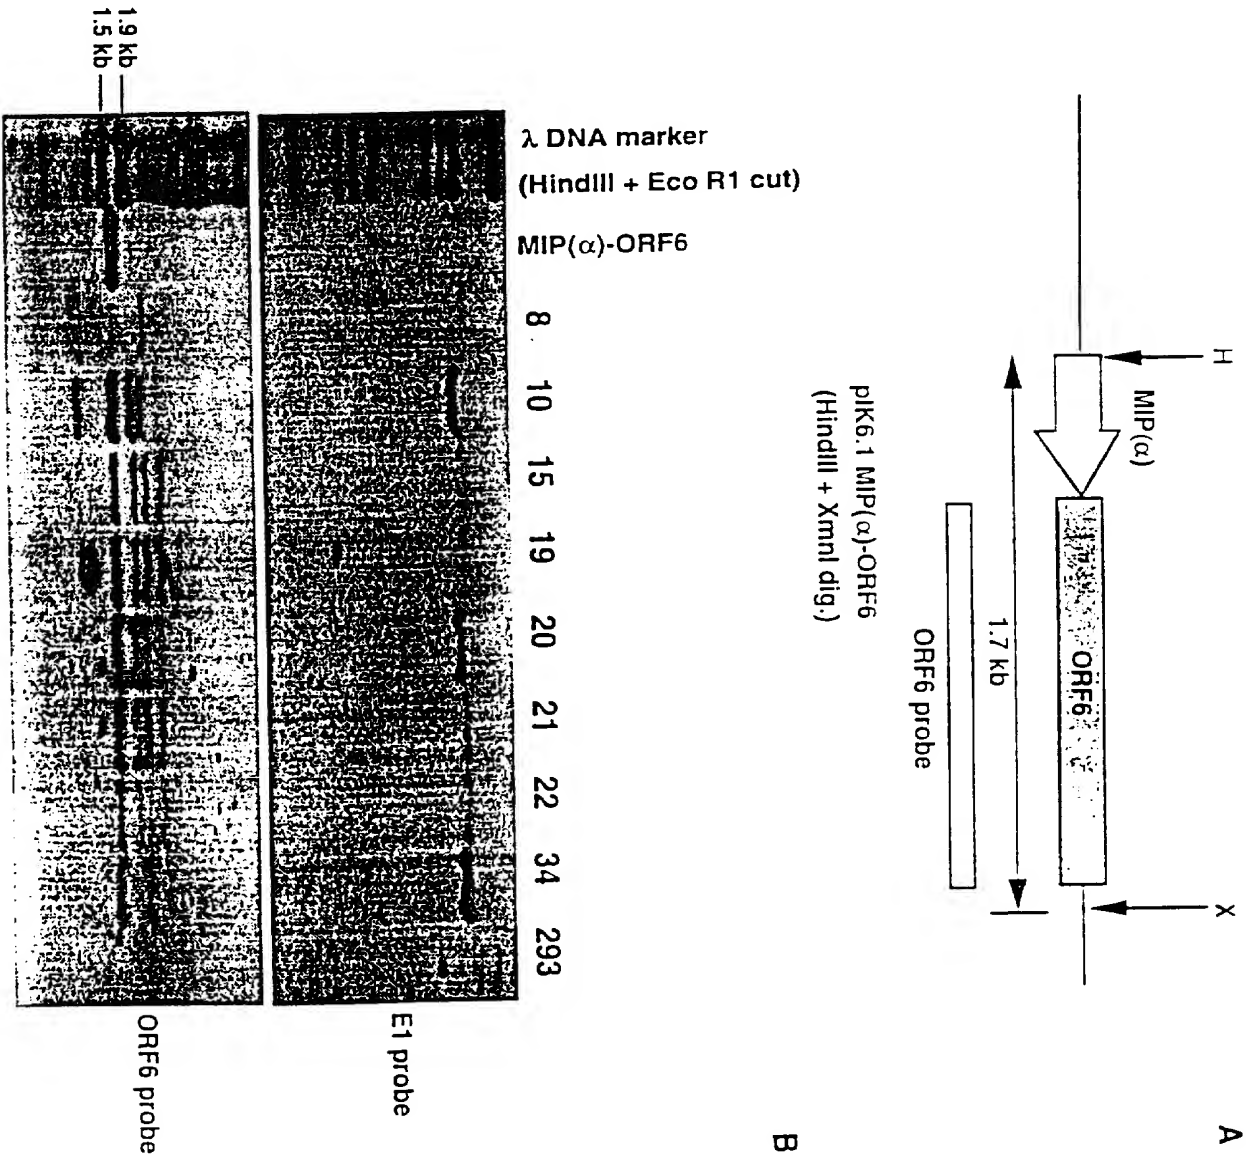 A
H
X
MIP(α)
ORF6
1.7 kb
ORF6 probe
pIK6.1 MIP(α)-ORF6
(HindIII + XmnI dig.)
B
λ DNA marker
(HindIII + Eco R1 cut)
MIP(α)-ORF6
8
10
15
19
20
21
22
34
293
E1 probe
1.9 kb
1.5 kb
ORF6 probe